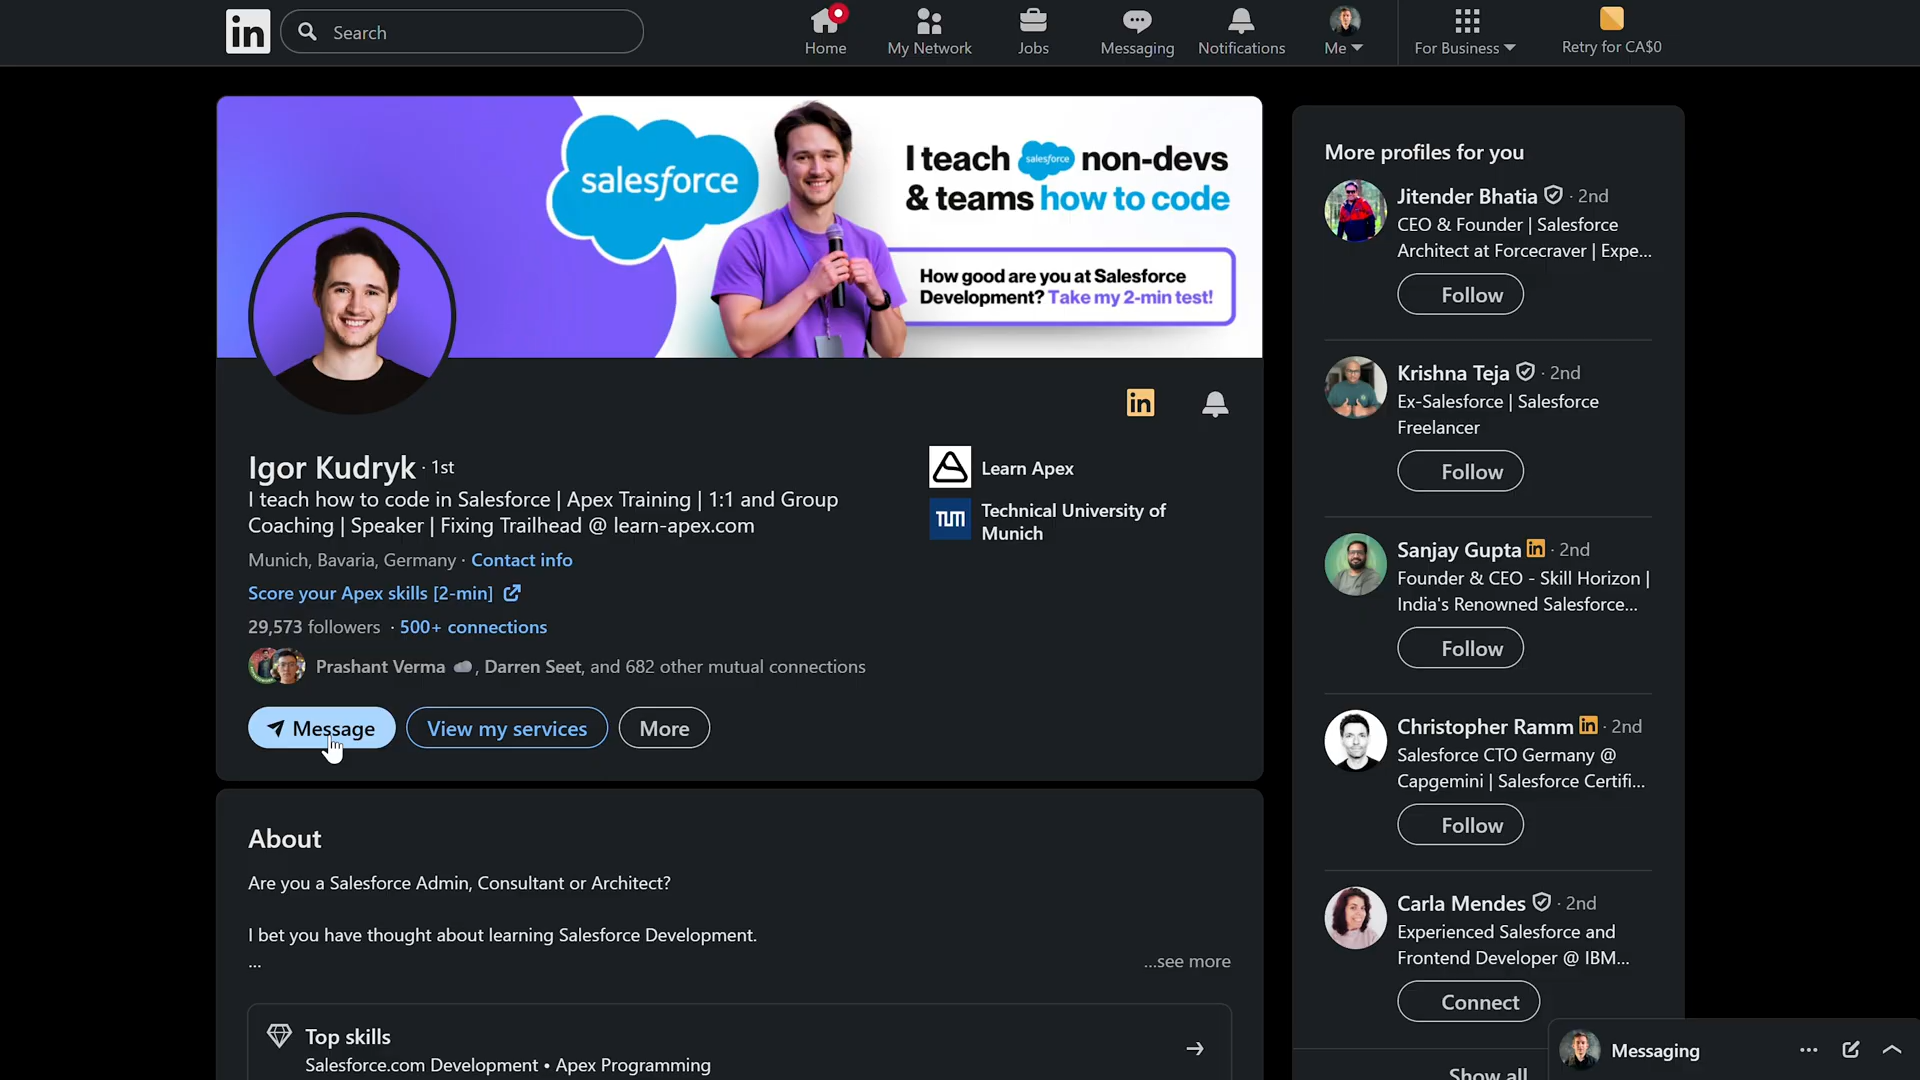 in
Search
Home
My Network
Jobs
Messaging
Notifications
Me
For Business
Retry for CA$0
salesforce
I teach salesforce non-devs
& teams how to code
How good are you at Salesforce
Development? Take my 2-min test!
in
Igor Kudryk · 1st
I teach how to code in Salesforce | Apex Training | 1:1 and Group
Coaching | Speaker | Fixing Trailhead @ learn-apex.com
Munich, Bavaria, Germany · Contact info
Score your Apex skills [2-min]
29,573 followers · 500+ connections
Prashant Verma , Darren Seet, and 682 other mutual connections
Message
View my services
More
Learn Apex
TUM
Technical University of
Munich
About
Are you a Salesforce Admin, Consultant or Architect?
I bet you have thought about learning Salesforce Development.
...
...see more
Top skills
Salesforce.com Development • Apex Programming
More profiles for you
Jitender Bhatia · 2nd
CEO & Founder | Salesforce
Architect at Forcecraver | Expe...
Follow
Krishna Teja · 2nd
Ex-Salesforce | Salesforce
Freelancer
Follow
Sanjay Gupta in · 2nd
Founder & CEO - Skill Horizon |
India's Renowned Salesforce...
Follow
Christopher Ramm in · 2nd
Salesforce CTO Germany @
Capgemini | Salesforce Certifi...
Follow
Carla Mendes · 2nd
Experienced Salesforce and
Frontend Developer @ IBM...
Connect
Show all
Messaging